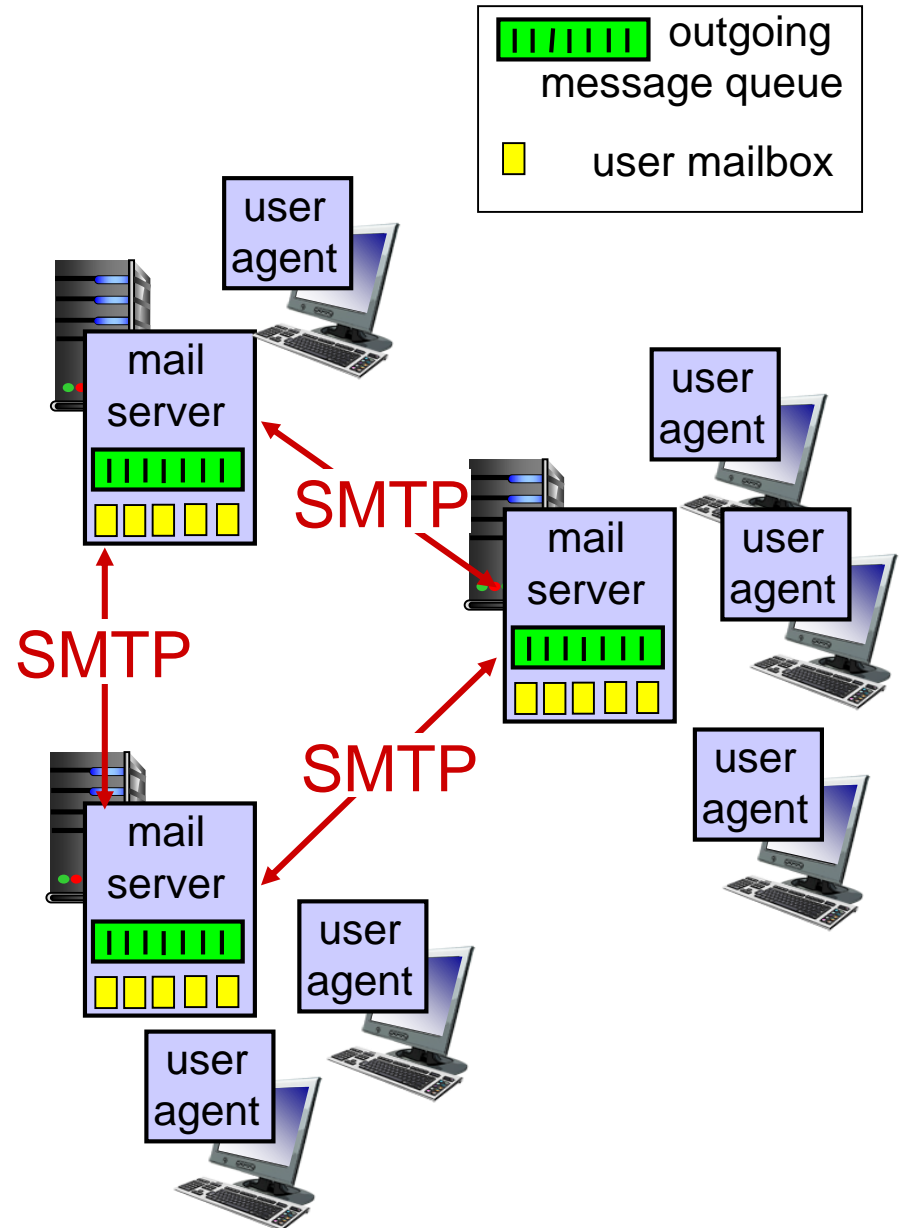 outgoing
message queue
user mailbox
user
agent
mail
server
SMTP
user
agent
mail
server
user
agent
SMTP
SMTP
user
agent
mail
server
user
agent
user
agent